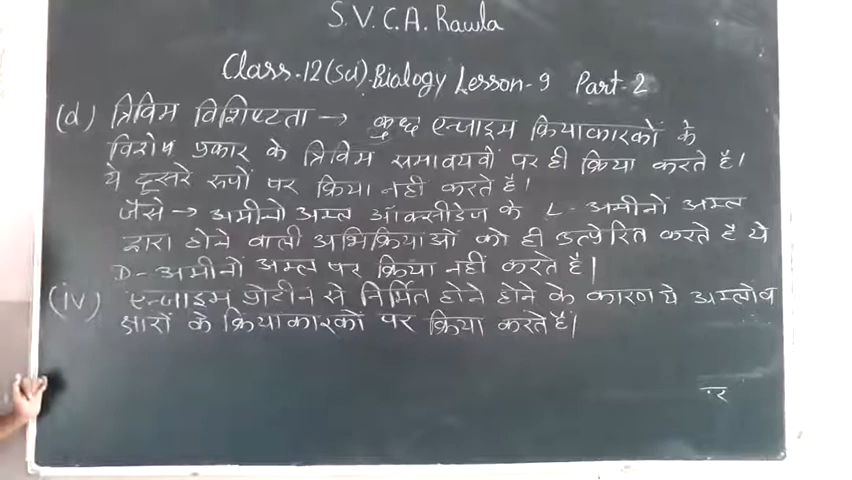 S.V.C.A. Rawla
Class-12(sci).Biology Lesson-9 Part-2
(d) त्रिविम विशिष्टता → कुछ एन्जाइम क्रियाकारकों के
विशेष प्रकार के त्रिविम समावयवों पर ही क्रिया करते है।
ये दूसरे रूपों पर क्रिया नही करते है।
जैसे → अमीनो अम्ल ऑक्सीडेज के L- अमीनों अम्ल
द्वारा होने वाली अभिक्रियाओं को ही उत्प्रेरित करते है ये
D- अमीनों अम्ल पर क्रिया नहीं करते है।
(iv) एन्जाइम प्रोटीन से निर्मित होने होने के कारण ये अम्लोव
क्षारों के क्रियाकारकों पर क्रिया करते है।